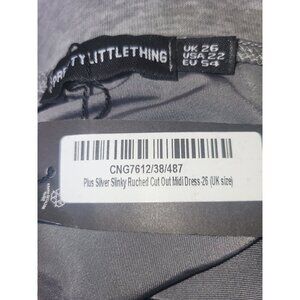 PRETTYLITTLETHING
UK 26
USA 22
EU 54
CNG7612/38/487
Plus Silver Slinky Ruched Cut Out Midi Dress-26 (UK size)